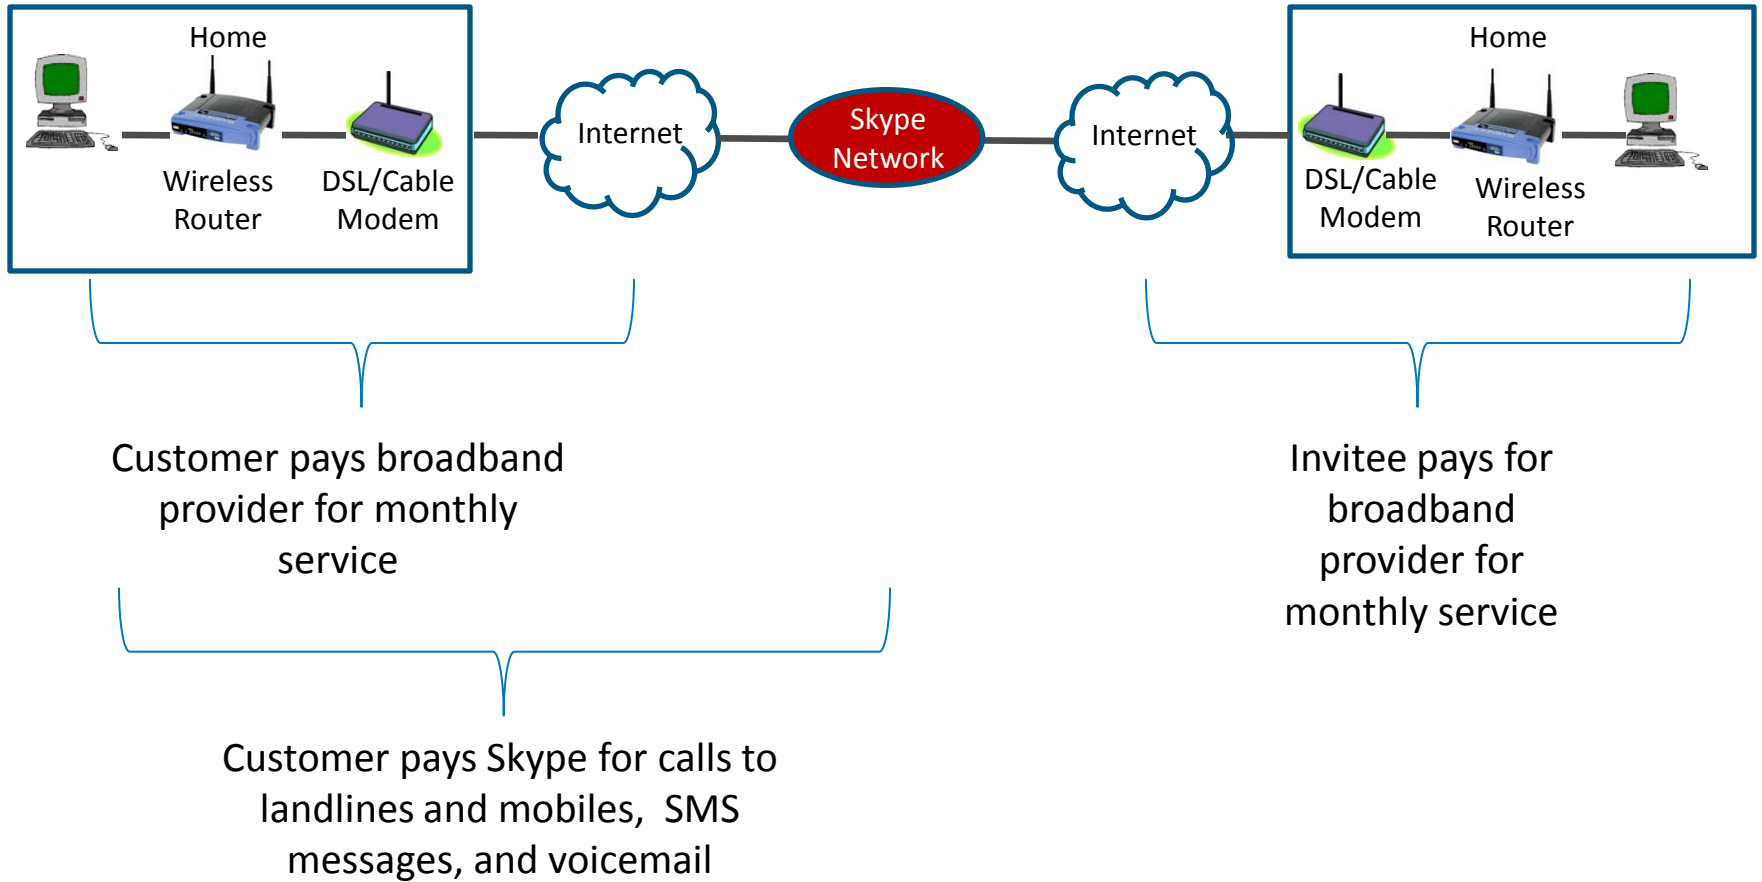 Home
Wireless
Router
DSL/Cable
Modem
Internet
Skype
Network
Internet
Home
DSL/Cable
Modem
Wireless
Router
Customer pays broadband
provider for monthly
service
Invitee pays for
broadband
provider for
monthly service
Customer pays Skype for calls to
landlines and mobiles,  SMS
messages, and voicemail